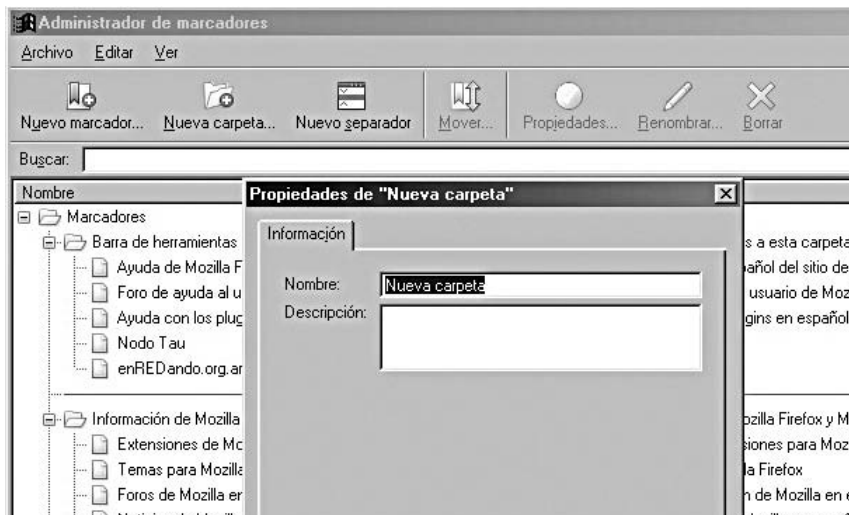 Administrador de marcadores
Archivo Editar Ver
Nuevo marcador... Nueva carpeta... Nuevo separador Mover... Propiedades... Renombrar... Borrar
Buscar:
Nombre
Propiedades de "Nueva carpeta"
Marcadores
Información
Barra de herramientas
s a esta carpeta
Ayuda de Mozilla F
añol del sitio de
Nombre: Nueva carpeta
Foro de ayuda al u
usuario de Moz
Descripción:
Ayuda con los plug
gins en español
Nodo Tau
enREDando.org.ar
Información de Mozilla
ozilla Firefox y M
Extensiones de Mo
siones para Moz
Temas para Mozilla
la Firefox
Foros de Mozilla en
n de Mozilla en e